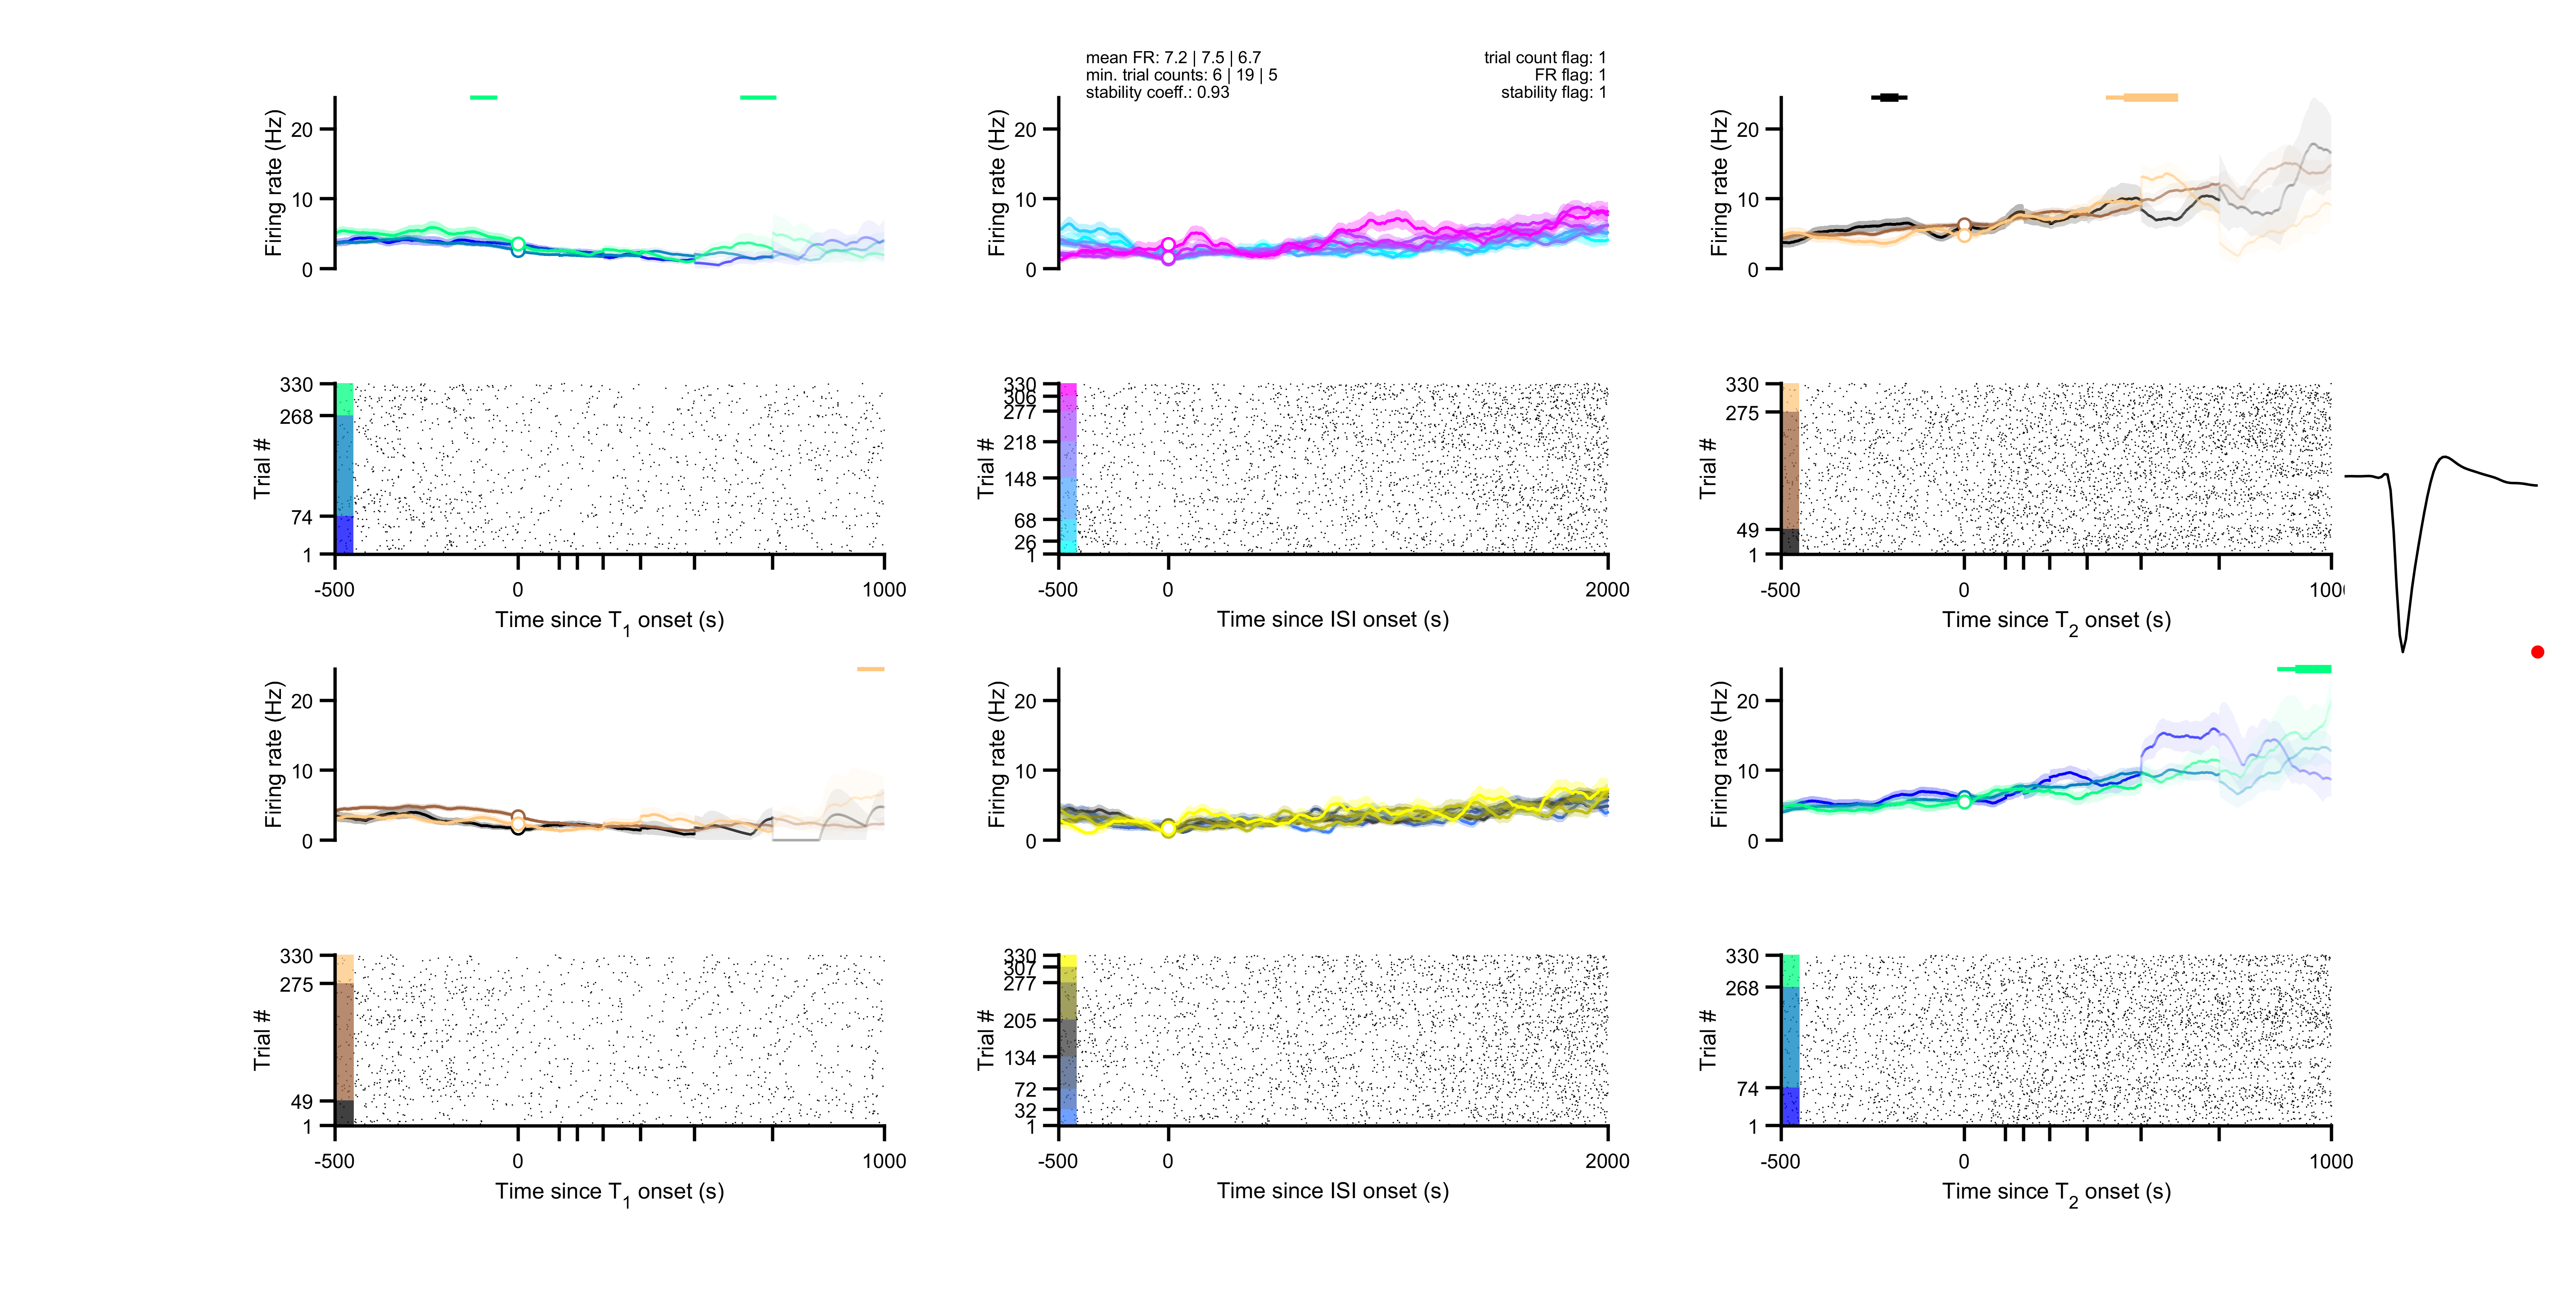 mean FR: 7.2 | 7.5 | 6.7
min. trial counts: 6 | 19 | 5
stability coeff.: 0.93
trial count flag: 1
FR flag: 1
stability flag: 1
Firing rate (Hz)
20
10
0
Firing rate (Hz)
20
10
0
Firing rate (Hz)
20
10
0
Trial #
330
268
74
1
-500
0
1000
Time since T1 onset (s)
Trial #
330
306
277
218
148
68
26
1
-500
0
2000
Time since ISI onset (s)
Trial #
330
275
49
1
-500
0
100
Time since T2 onset (s)
Firing rate (Hz)
20
10
0
Firing rate (Hz)
20
10
0
Firing rate (Hz)
20
10
0
Trial #
330
275
49
1
-500
0
1000
Time since T1 onset (s)
Trial #
330
307
277
205
134
72
32
1
-500
0
2000
Time since ISI onset (s)
Trial #
330
268
74
1
-500
0
1000
Time since T2 onset (s)